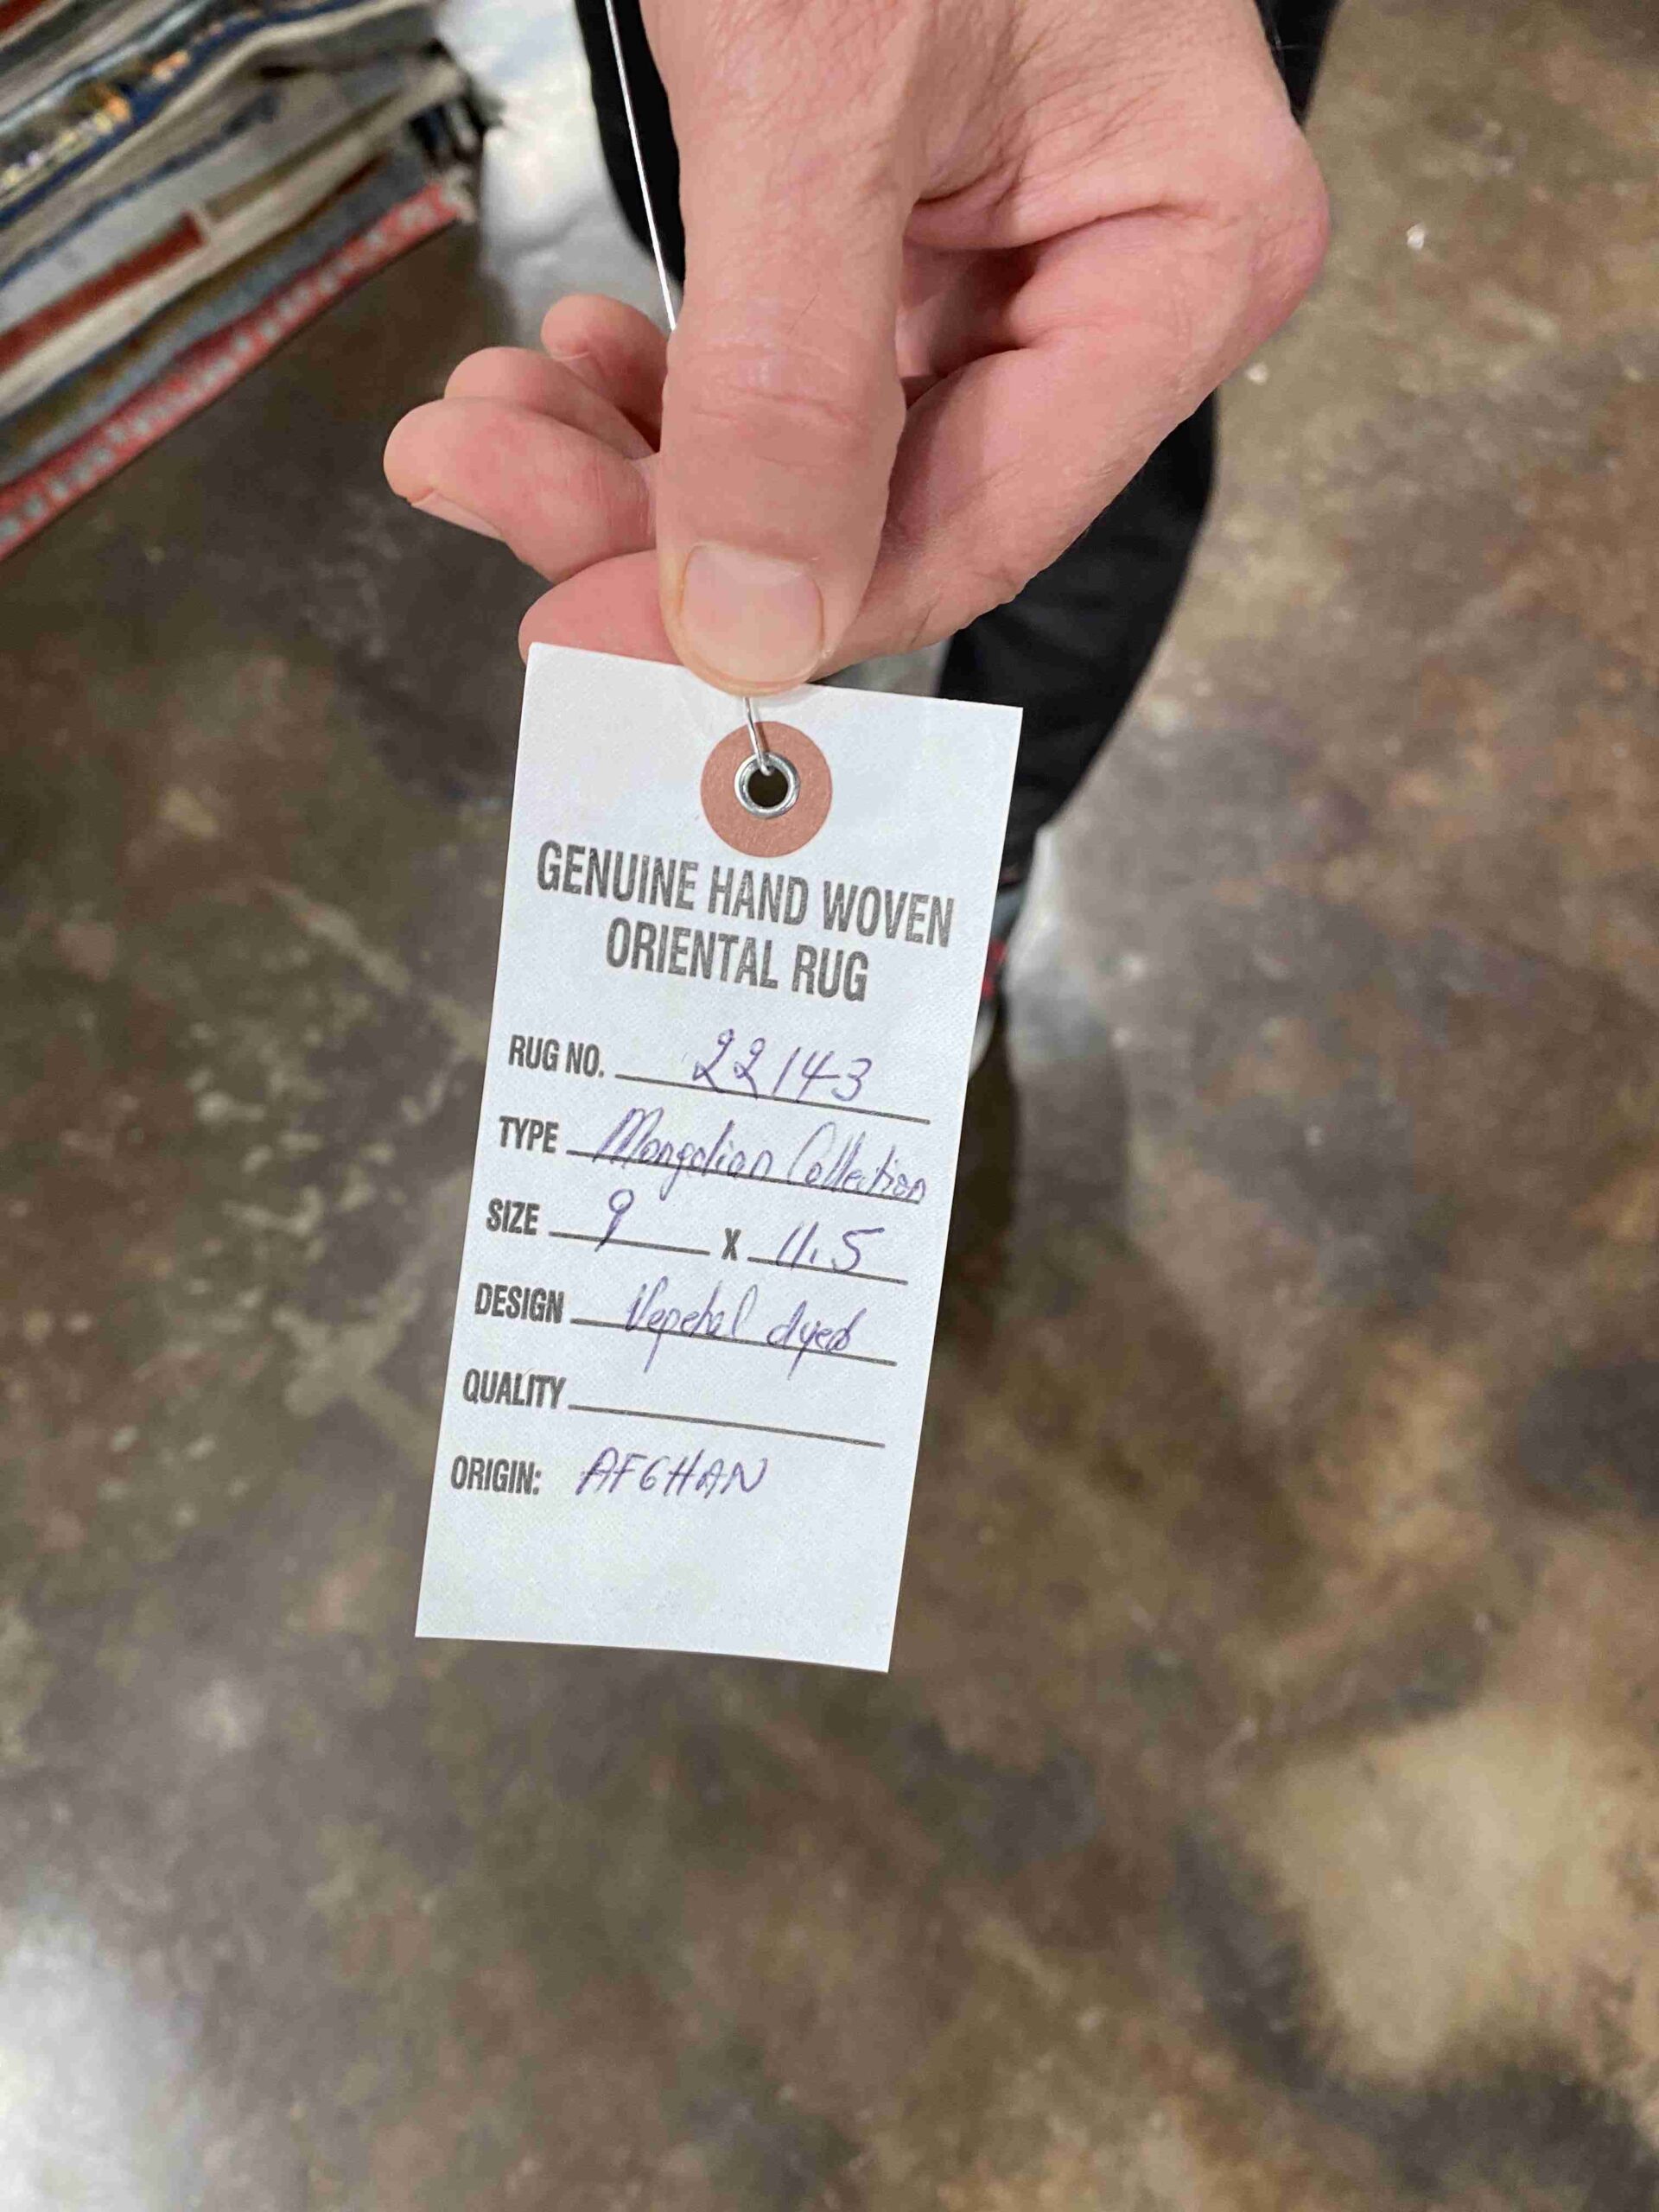 GENUINE HAND WOVEN
ORIENTAL RUG
RUG NO. 22143
TYPE Mongolian Collection
SIZE 9 X 11.5
DESIGN Vegetal dyed
QUALITY
ORIGIN: AFGHAN